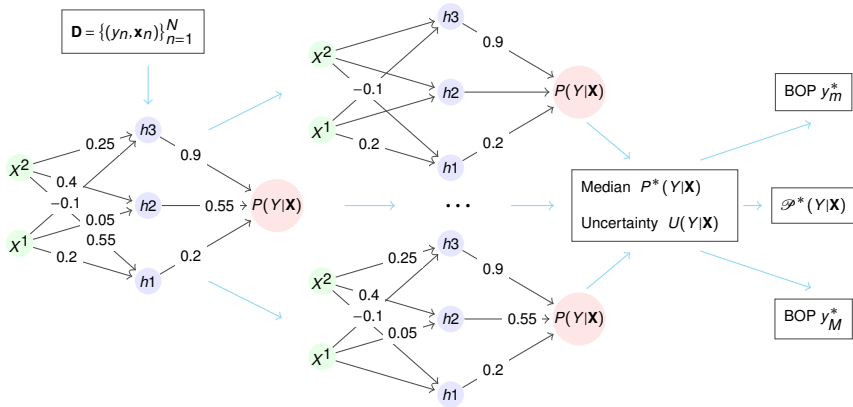 D = {(yn, xn)}N n=1
X2
X1
0.25
0.4
−0.1
0.05
0.55
0.2
h3
h2
h1
0.9
0.55
0.2
P(Y|X)
X2
X1
−0.1
0.2
h3
h2
h1
0.9
0.2
P(Y|X)
...
X2
X1
0.25
0.4
−0.1
0.05
h3
h2
h1
0.9
0.55
0.2
P(Y|X)
Median P*(Y|X)
Uncertainty U(Y|X)
BOP y*m
𝒫*(Y|X)
BOP y*M